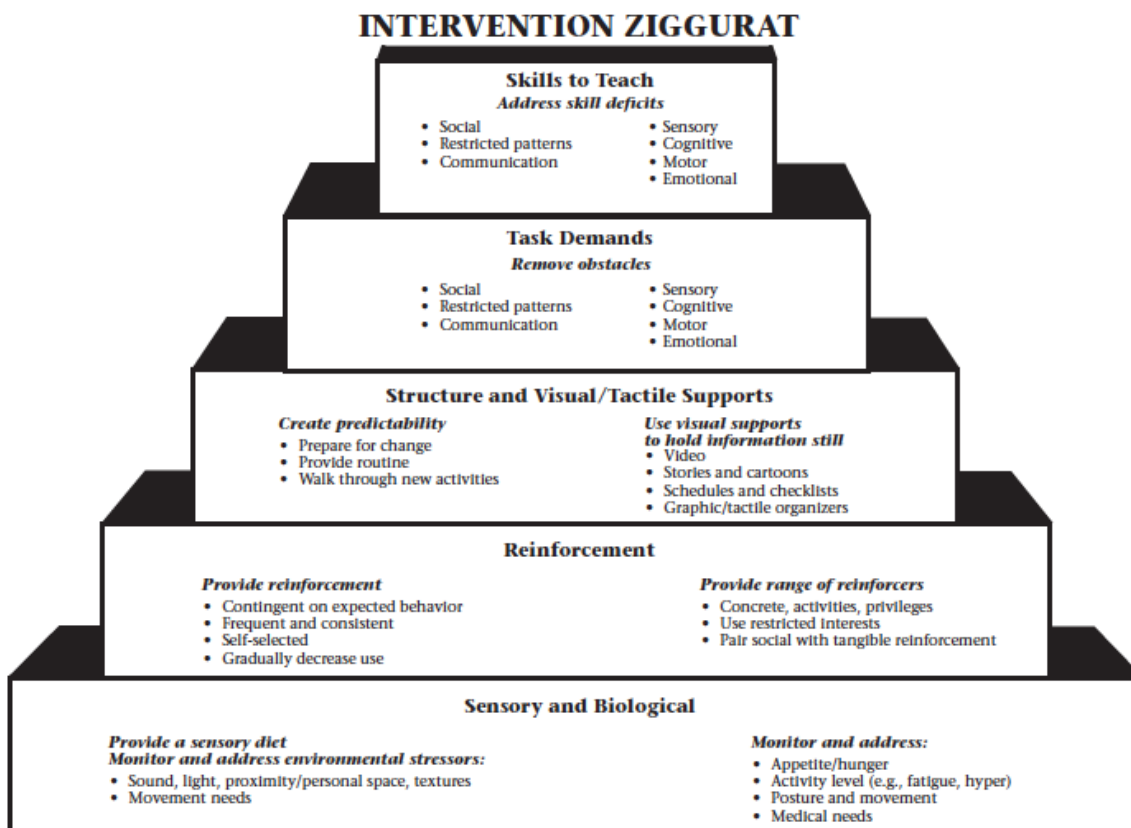 INTERVENTION ZIGGURAT
Skills to Teach
Address skill deficits
• Social
• Restricted patterns
• Communication
• Sensory
• Cognitive
• Motor
• Emotional
Task Demands
Remove obstacles
• Social
• Restricted patterns
• Communication
• Sensory
• Cognitive
• Motor
• Emotional
Structure and Visual/Tactile Supports
Create predictability
• Prepare for change
• Provide routine
• Walk through new activities
Use visual supports
to hold information still
• Video
• Stories and cartoons
• Schedules and checklists
• Graphic/tactile organizers
Reinforcement
Provide reinforcement
• Contingent on expected behavior
• Frequent and consistent
• Self-selected
• Gradually decrease use
Provide range of reinforcers
• Concrete, activities, privileges
• Use restricted interests
• Pair social with tangible reinforcement
Sensory and Biological
Provide a sensory diet
Monitor and address environmental stressors:
• Sound, light, proximity/personal space, textures
• Movement needs
Monitor and address:
• Appetite/hunger
• Activity level (e.g., fatigue, hyper)
• Posture and movement
• Medical needs